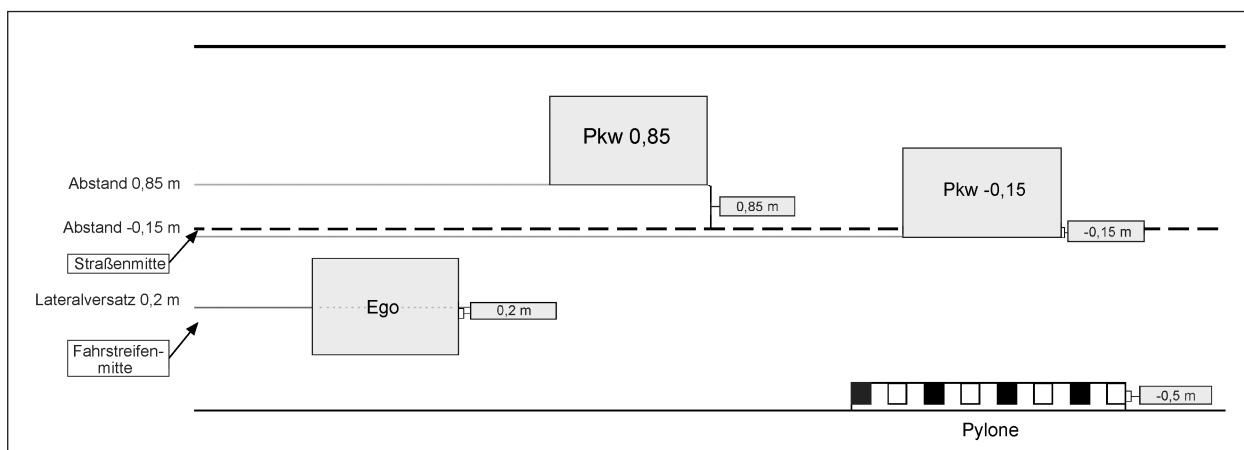 Pkw 0,85
Abstand 0,85 m
0,85 m
Pkw -0,15
Abstand -0,15 m
-0,15 m
Straßenmitte
Lateralversatz 0,2 m
Ego
0,2 m
Fahrstreifen-
mitte
-0,5 m
Pylone